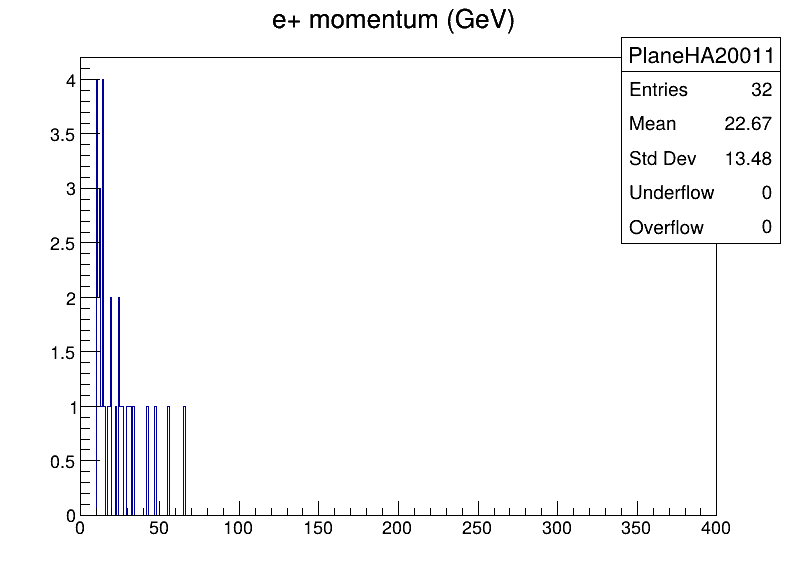 e+ momentum (GeV)
PlaneHA20011
Entries 32
Mean 22.67
Std Dev 13.48
Underflow 0
Overflow 0
4
3.5
3
2.5
2
1.5
1
0.5
0
0 50 100 150 200 250 300 350 400